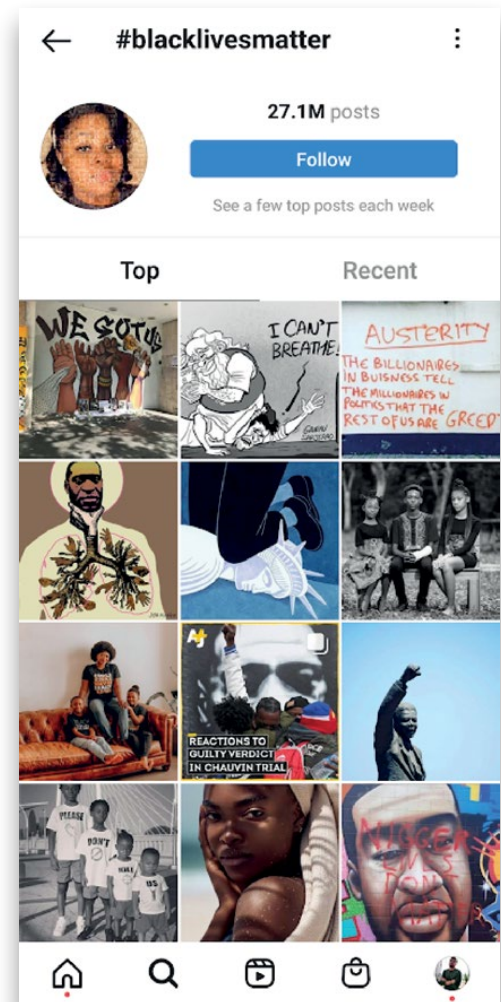 #blacklivesmatter
27.1M posts
Follow
See a few top posts each week
Top
Recent
WE GOT US
I CAN'T
BREATHE!
AUSTERITY
THE BILLIONAIRES
IN BUISNESS TELL
THE MILLIONAIRES IN
POLITICS THAT THE
REST OF US ARE GREED
REACTIONS TO
GUILTY VERDICT
IN CHAUVIN TRIAL
PLEASE
DON'T
US
NIGGER